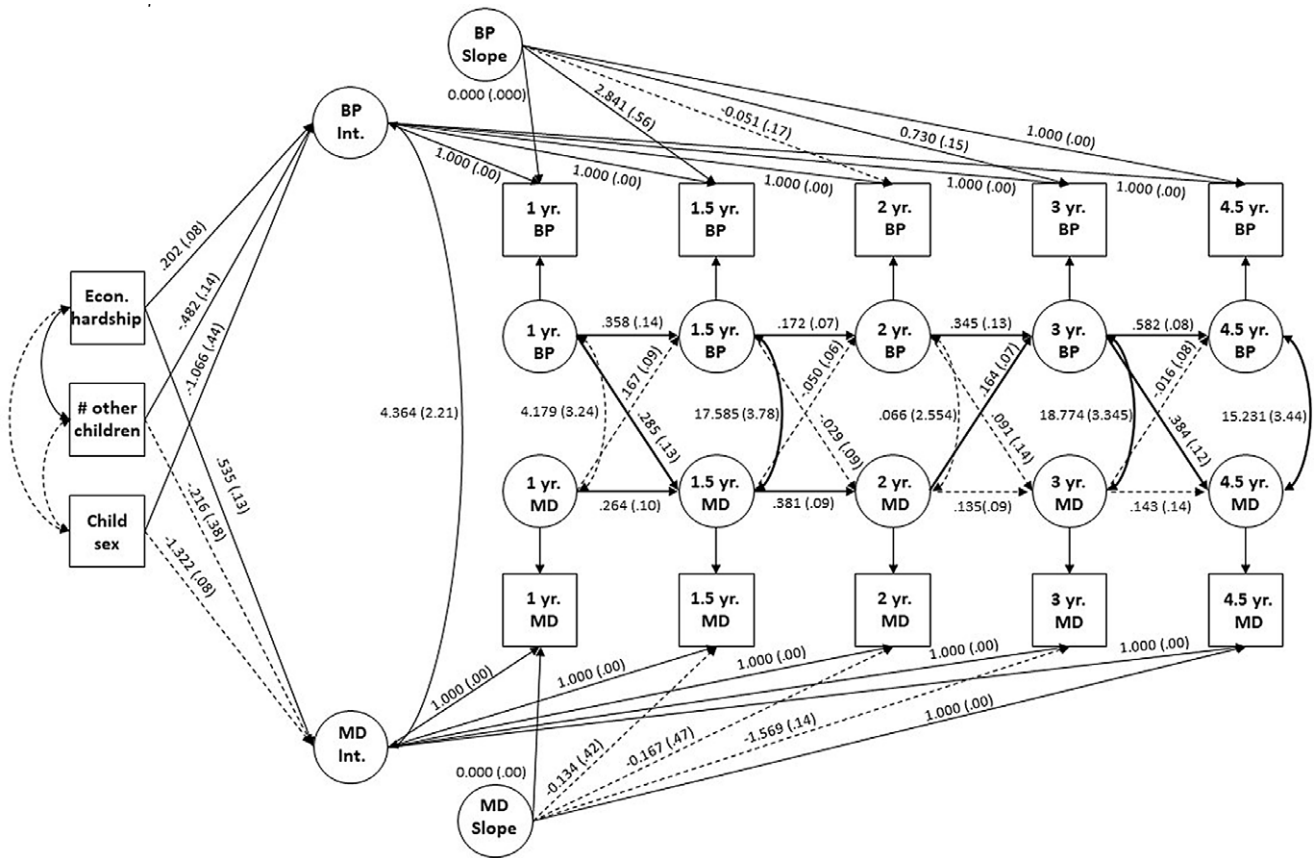 BP
Slope
0.000 (.000)
2.841 (.56)
-0.051 (.17)
0.730 (.15)
1.000 (.00)
BP
Int.
1.000 (.00)
1.000 (.00)
1.000 (.00)
1.000 (.00)
1.000 (.00)
1 yr.
BP
1.5 yr.
BP
2 yr.
BP
3 yr.
BP
4.5 yr.
BP
.202 (.08)
-.482 (.14)
-1.066 (.44)
Econ.
hardship
# other
children
Child
sex
.535 (.13)
-.216 (.38)
-1.322 (.08)
4.364 (2.21)
1 yr.
BP
.358 (.14)
1.5 yr.
BP
.172 (.07)
2 yr.
BP
.345 (.13)
3 yr.
BP
.582 (.08)
4.5 yr.
BP
4.179 (3.24)
.167 (.09)
.285 (.13)
17.585 (3.78)
.050 (.06)
.029 (.09)
.066 (2.554)
.164 (.07)
.091 (.14)
18.774 (3.345)
.016 (.08)
.384 (.12)
15.231 (3.44)
1 yr.
MD
.264 (.10)
1.5 yr.
MD
.381 (.09)
2 yr.
MD
.135(.09)
3 yr.
MD
.143 (.14)
4.5 yr.
MD
1 yr.
MD
1.5 yr.
MD
2 yr.
MD
3 yr.
MD
4.5 yr.
MD
1.000 (.00)
1.000 (.00)
1.000 (.00)
1.000 (.00)
1.000 (.00)
MD
Int.
0.000 (.00)
-0.134 (.42)
-0.167 (.47)
-1.569 (.14)
1.000 (.00)
MD
Slope